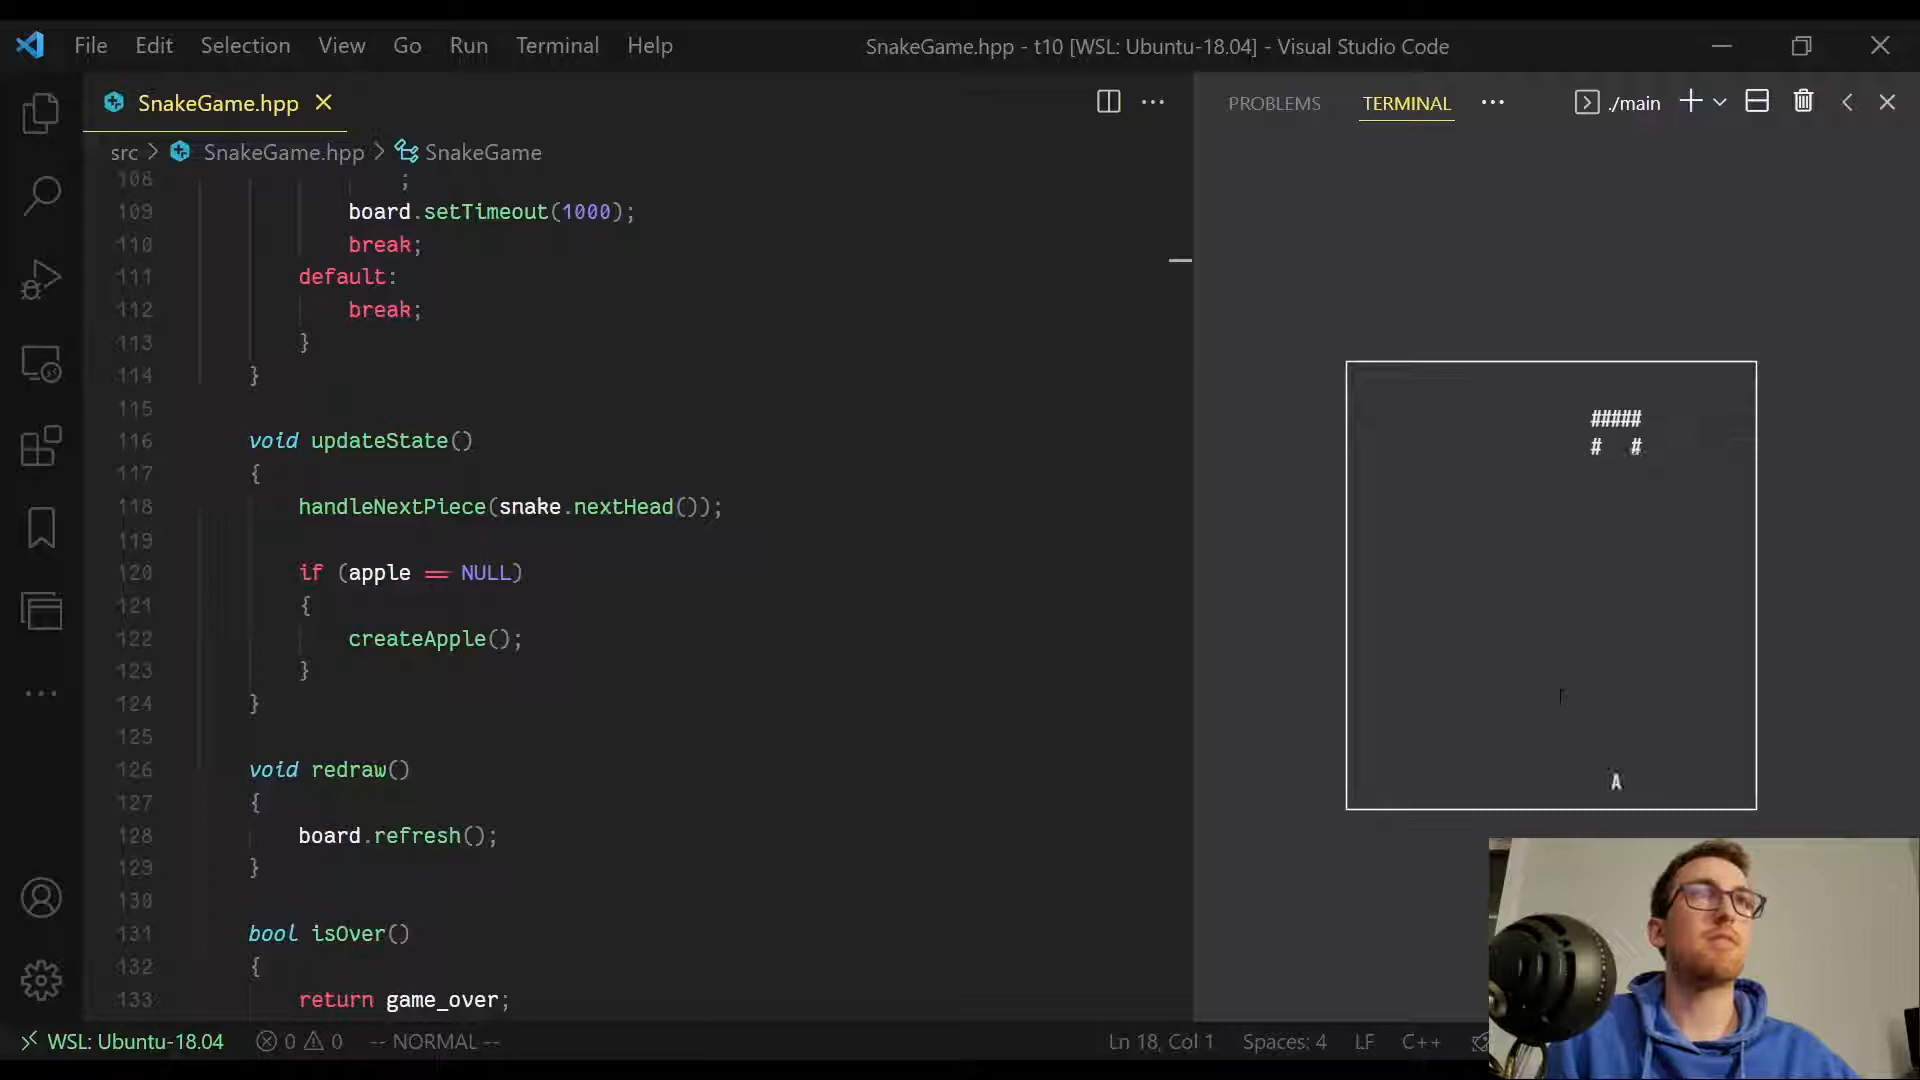 File Edit Selection View Go Run Terminal Help SnakeGame.hpp - t10 [WSL: Ubuntu-18.04] - Visual Studio Code
SnakeGame.hpp
PROBLEMS TERMINAL ./main
src > SnakeGame.hpp > SnakeGame
108 ;
109 board.setTimeout(1000);
110 break;
111 default:
112 break;
113 }
114 }
115
116 void updateState()
117 {
118 handleNextPiece(snake.nextHead());
119
120 if (apple == NULL)
121 {
122 createApple();
123 }
124 }
125
126 void redraw()
127 {
128 board.refresh();
129 }
130
131 bool isOver()
132 {
133 return game_over;
#####
# #
A
WSL: Ubuntu-18.04 0 0 -- NORMAL -- Ln 18, Col 1 Spaces: 4 LF C++